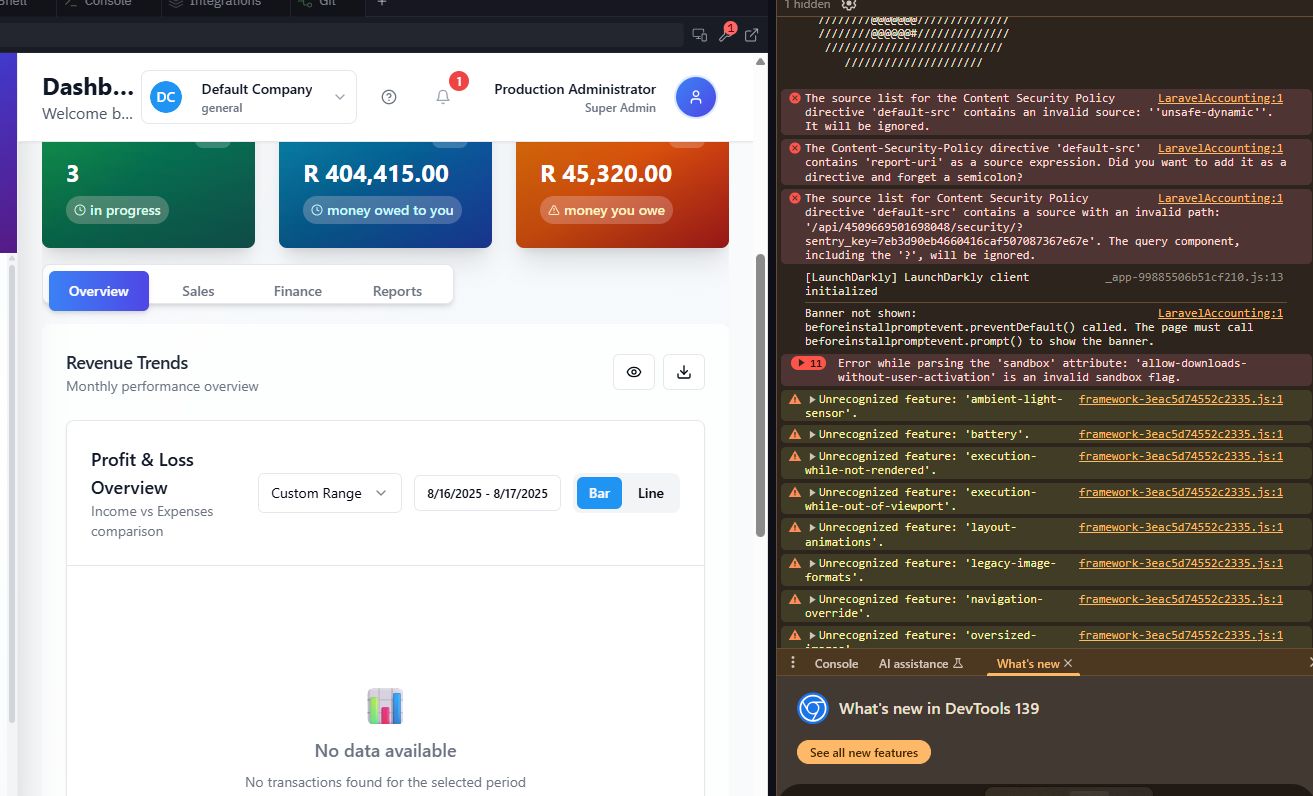 Shell
Console
Integrations
Git
+
1
Dashb...
Welcome b...
DC
Default Company
general
1
Production Administrator
Super Admin
3
in progress
R 404,415.00
money owed to you
R 45,320.00
money you owe
Overview
Sales
Finance
Reports
Revenue Trends
Monthly performance overview
Profit & Loss
Overview
Income vs Expenses
comparison
Custom Range
8/16/2025 - 8/17/2025
Bar
Line
No data available
No transactions found for the selected period
1 hidden
////////@@@@@@@//////////////
////////@@@@@@#//////////////
///////////////////////////
/////////////////////
The source list for the Content Security Policy LaravelAccounting:1
directive 'default-src' contains an invalid source: ''unsafe-dynamic''.
It will be ignored.
The Content-Security-Policy directive 'default-src' LaravelAccounting:1
contains 'report-uri' as a source expression. Did you want to add it as a
directive and forget a semicolon?
The source list for Content Security Policy LaravelAccounting:1
directive 'default-src' contains a source with an invalid path:
'/api/4509669501698048/security/?
sentry_key=7eb3d90eb4660416caf507087367e67e'. The query component,
including the '?', will be ignored.
[LaunchDarkly] LaunchDarkly client _app-99885506b51cf210.js:13
initialized
Banner not shown: LaravelAccounting:1
beforeinstallpromptevent.preventDefault() called. The page must call
beforeinstallpromptevent.prompt() to show the banner.
11 Error while parsing the 'sandbox' attribute: 'allow-downloads-
without-user-activation' is an invalid sandbox flag.
Unrecognized feature: 'ambient-light- framework-3eac5d74552c2335.js:1
sensor'.
Unrecognized feature: 'battery'. framework-3eac5d74552c2335.js:1
Unrecognized feature: 'execution- framework-3eac5d74552c2335.js:1
while-not-rendered'.
Unrecognized feature: 'execution- framework-3eac5d74552c2335.js:1
while-out-of-viewport'.
Unrecognized feature: 'layout- framework-3eac5d74552c2335.js:1
animations'.
Unrecognized feature: 'legacy-image- framework-3eac5d74552c2335.js:1
formats'.
Unrecognized feature: 'navigation- framework-3eac5d74552c2335.js:1
override'.
Unrecognized feature: 'oversized- framework-3eac5d74552c2335.js:1
Console
AI assistance
What's new
What's new in DevTools 139
See all new features